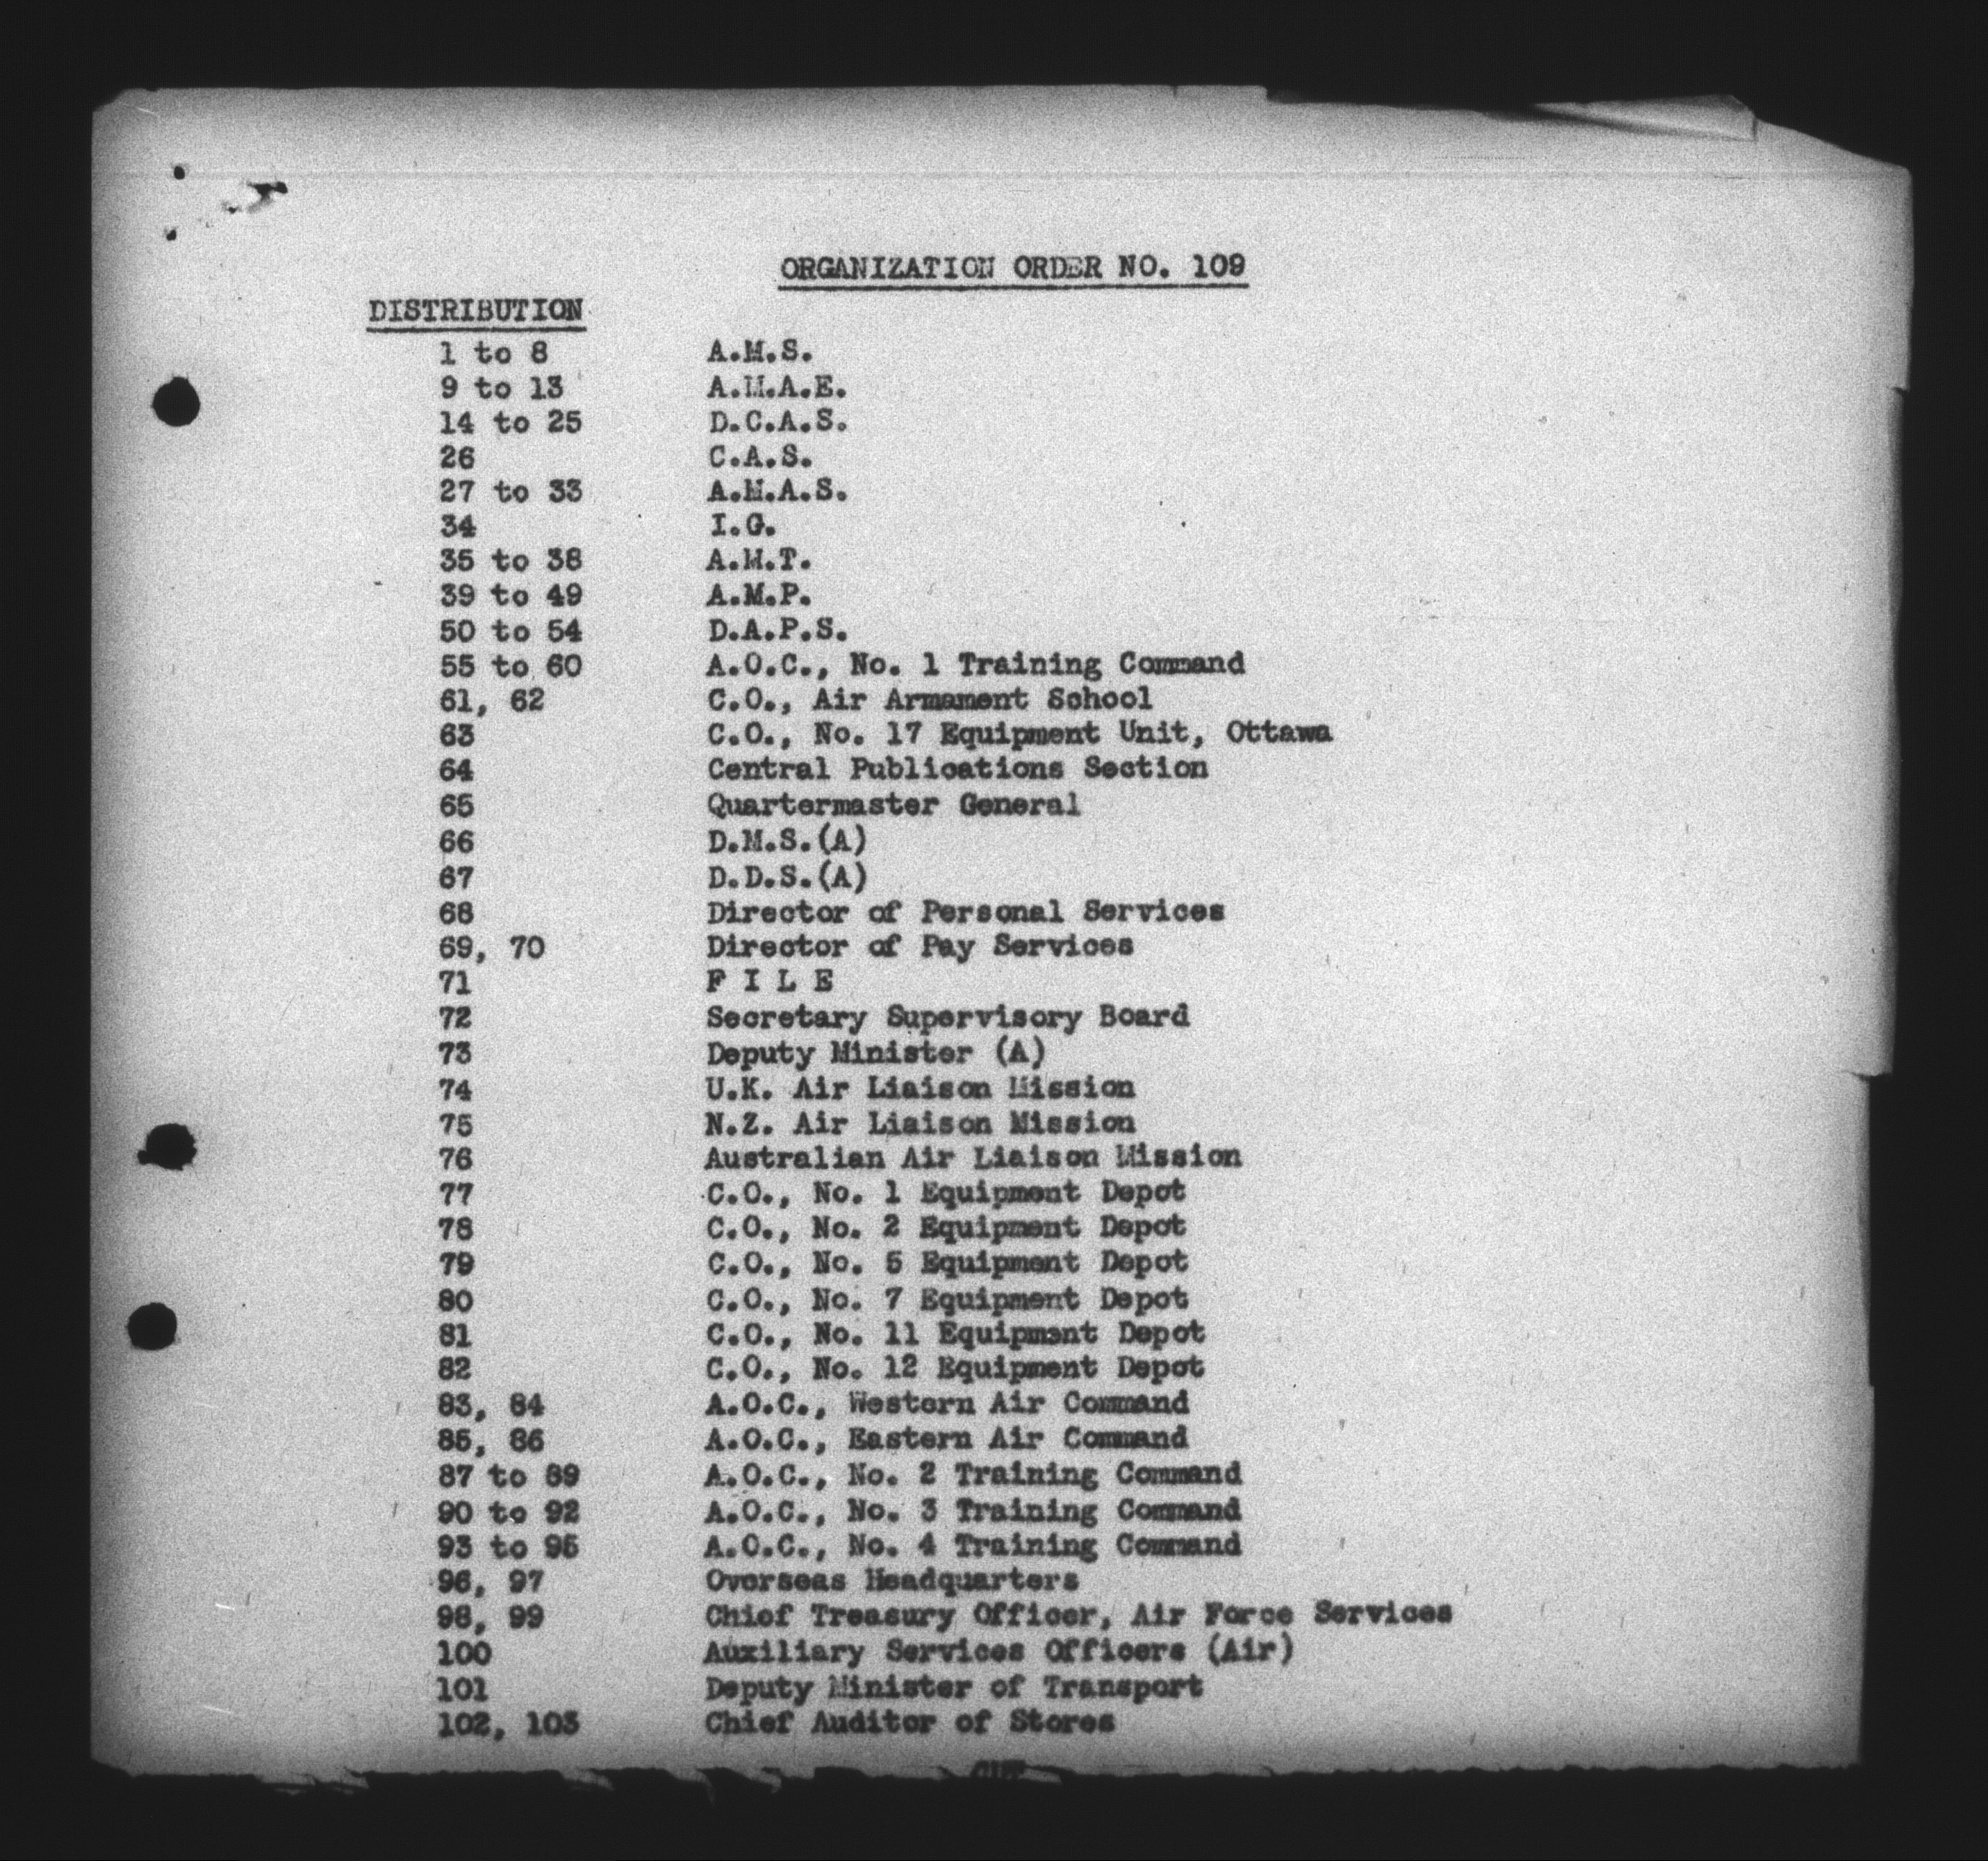 ORGANIZATION ORDER NO. 109
DISTRIBUTION
1 to 8 A.M.S.
9 to 13 A.M.A.E.
14 to 25 D.C.A.S.
26 C.A.S.
27 to 33 A.M.A.S.
34 I.G.
35 to 38 A.M.T.
39 to 49 A.M.P.
50 to 54 D.A.P.S.
55 to 60 A.O.C., No. 1 Training Command
61, 62 C.O., Air Armament School
63 C.O., No. 17 Equipment Unit, Ottawa
64 Central Publications Section
65 Quartermaster General
66 D.M.S.(A)
67 D.D.S.(A)
68 Director of Personal Services
69, 70 Director of Pay Services
71 F I L E
72 Secretary Supervisory Board
73 Deputy Minister (A)
74 U.K. Air Liaison Mission
75 N.Z. Air Liaison Mission
76 Australian Air Liaison Mission
77 C.O., No. 1 Equipment Depot
78 C.O., No. 2 Equipment Depot
79 C.O., No. 5 Equipment Depot
80 C.O., No. 7 Equipment Depot
81 C.O., No. 11 Equipment Depot
82 C.O., No. 12 Equipment Depot
83, 84 A.O.C., Western Air Command
85, 86 A.O.C., Eastern Air Command
87 to 89 A.O.C., No. 2 Training Command
90 to 92 A.O.C., No. 3 Training Command
93 to 95 A.O.C., No. 4 Training Command
96, 97 Overseas Headquarters
98, 99 Chief Treasury Officer, Air Force Services
100 Auxiliary Services Officers (Air)
101 Deputy Minister of Transport
102, 103 Chief Auditor of Stores